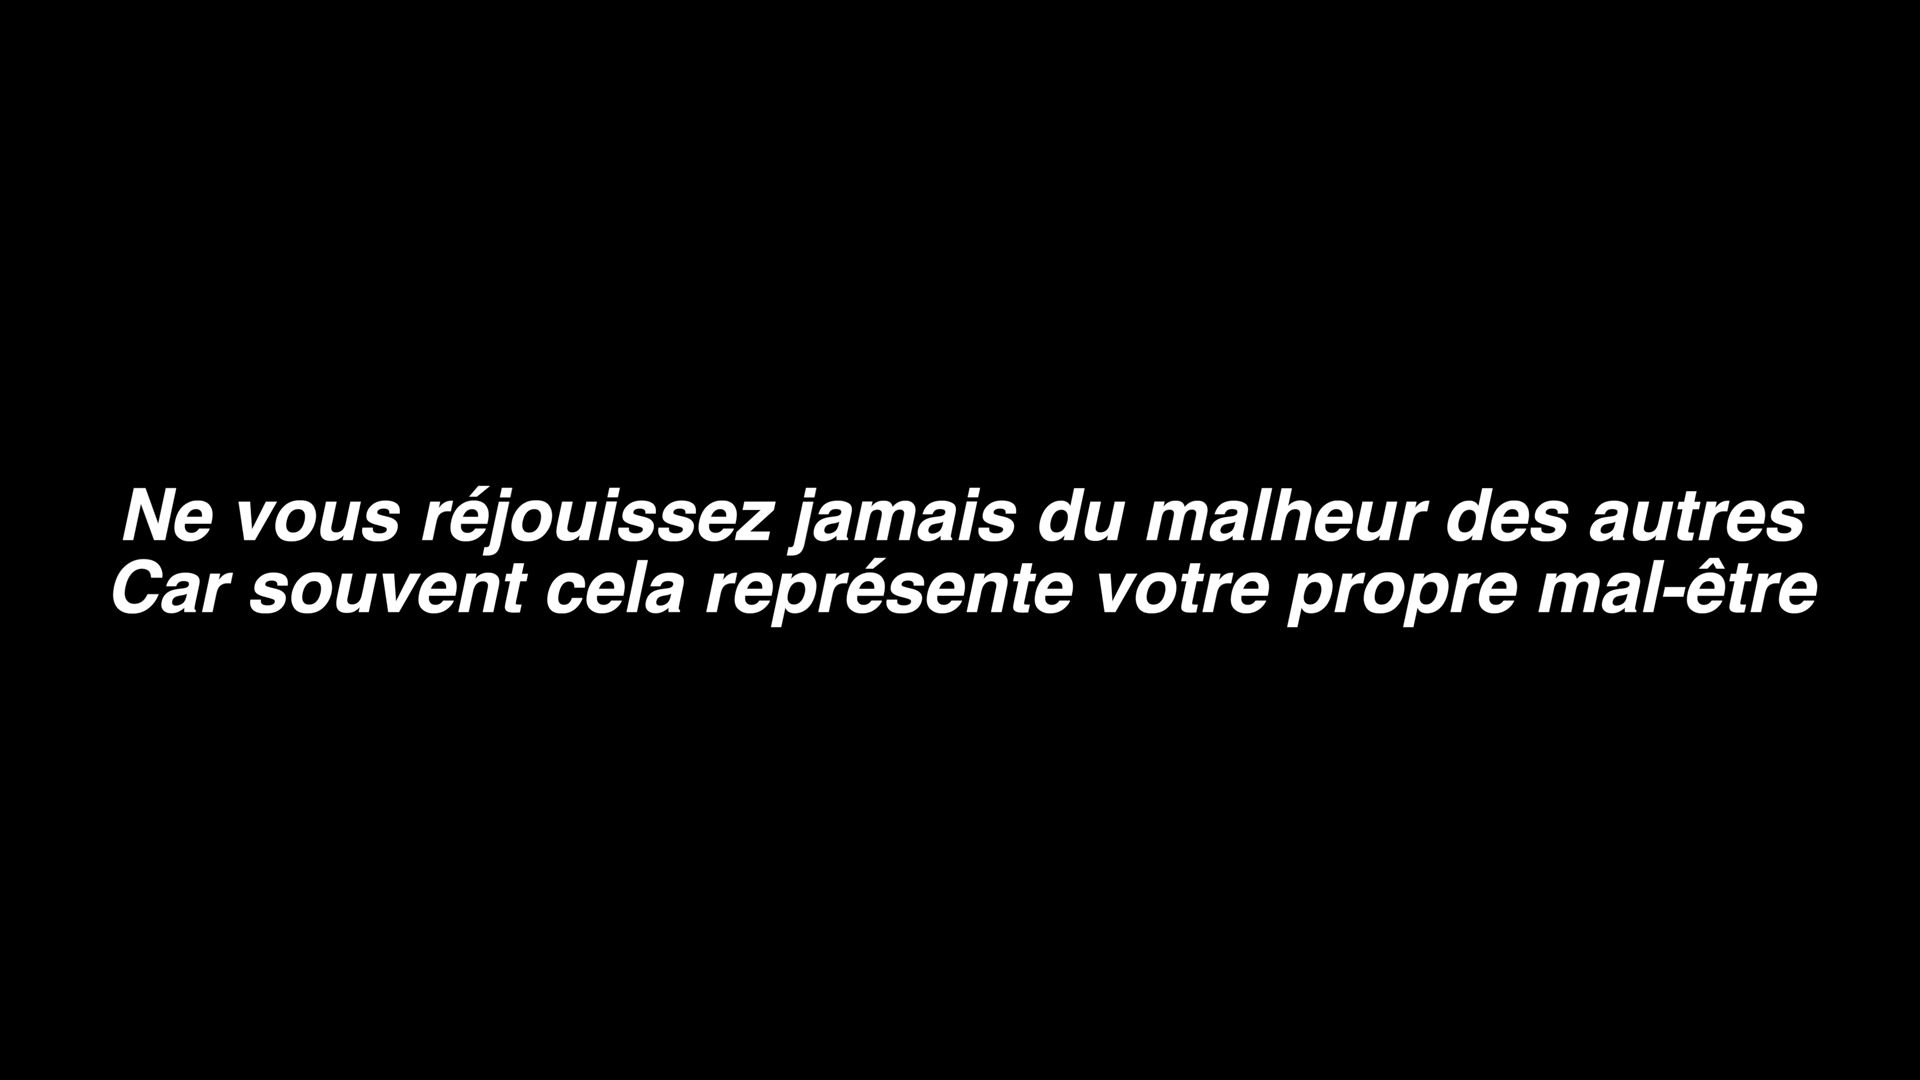 Ne vous réjouissez jamais du malheur des autres
Car souvent cela représente votre propre mal-être